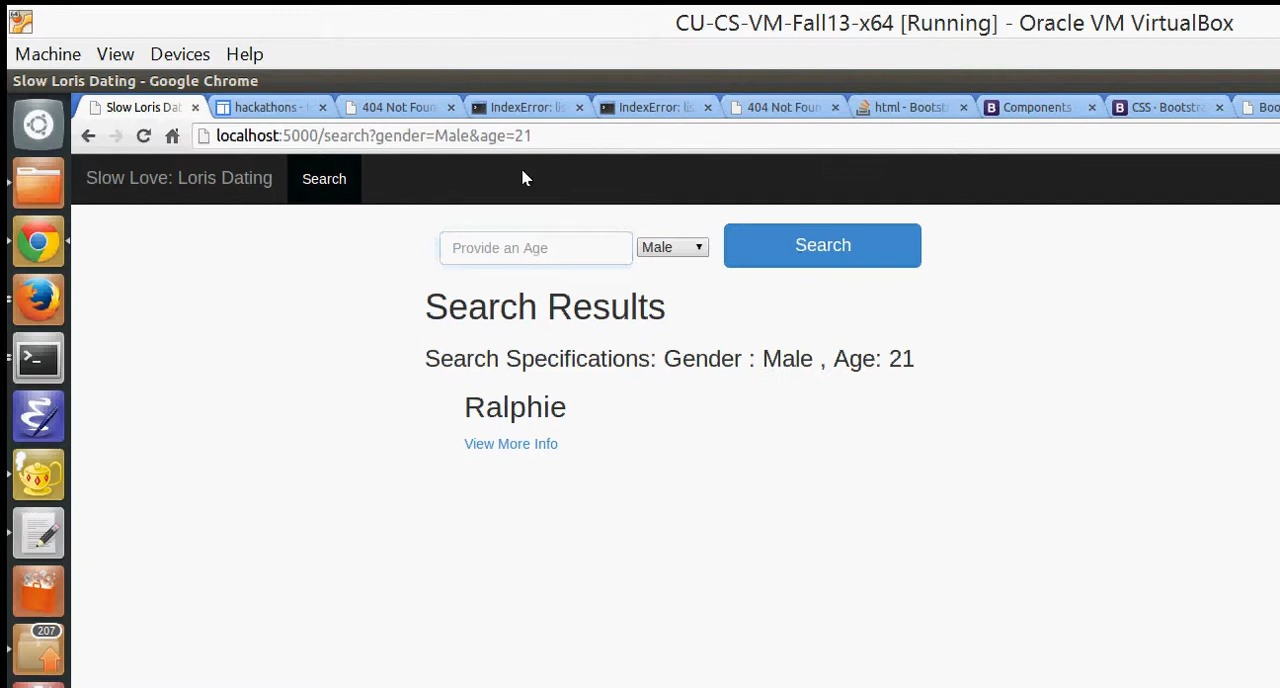 CU-CS-VM-Fall13-x64 [Running] - Oracle VM VirtualBox
Machine View Devices Help
Slow Loris Dating - Google Chrome
Slow Loris Da
hackathons -
404 Not Foun
IndexError: lis
IndexError: lis
404 Not Foun
html - Bootst
Components
CSS · Bootstr
Boo
localhost:5000/search?gender=Male&age=21
Slow Love: Loris Dating
Search
Provide an Age
Male
Search
Search Results
Search Specifications: Gender : Male , Age: 21
Ralphie
View More Info
207